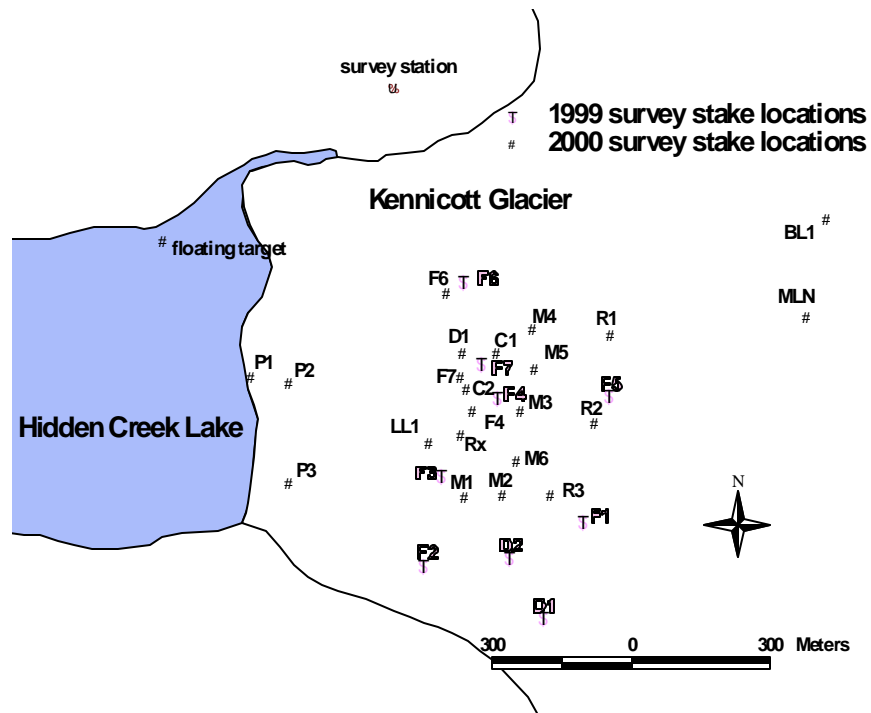 survey station
1999 survey stake locations
2000 survey stake locations
Kennicott Glacier
BL1
floating target
F6
F6
MLN
M4
R1
D1
C1
M5
P1
P2
F7
F7
C2
F4
F5
M3
R2
F4
Hidden Creek Lake
LL1
Rx
M6
P3
F3
M1
M2
R3
N
F1
F2
D2
D1
300
0
300
Meters